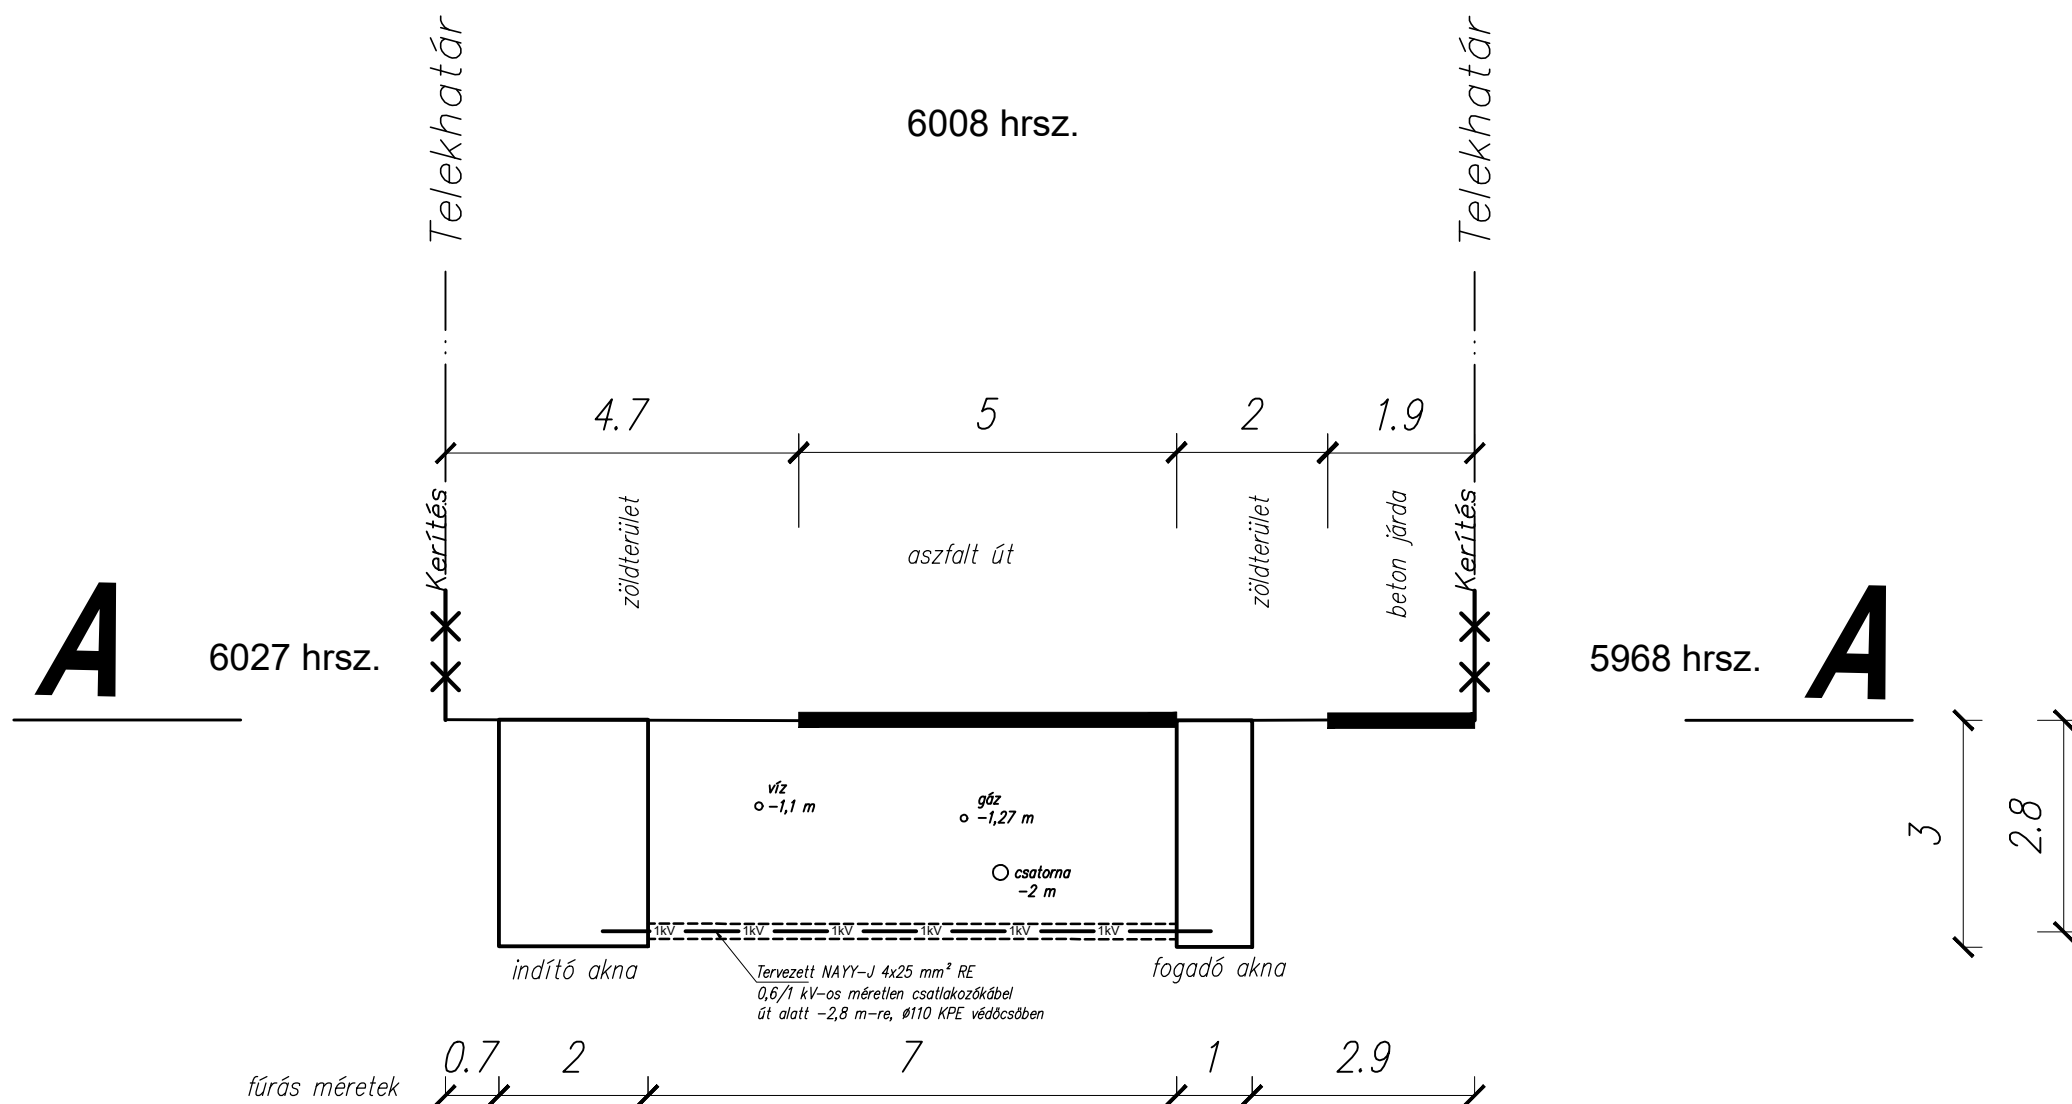 Telekhatár
Telekhatár
6008 hrsz.
4.7
5
2
1.9
Kerítés
zöldterület
aszfalt út
zöldterület
beton járda
Kerítés
A
6027 hrsz.
5968 hrsz.
A
víz
-1,1 m
gáz
-1,27 m
csatorna
-2 m
3
2.8
1kV
1kV
1kV
1kV
1kV
1kV
indító akna
fogadó akna
Tervezett NAYY-J 4x25 mm² RE
0,6/1 kV-os méretlen csatlakozókábel
út alatt -2,8 m-re, ø110 KPE védőcsőben
0.7
2
7
1
2.9
fúrás méretek